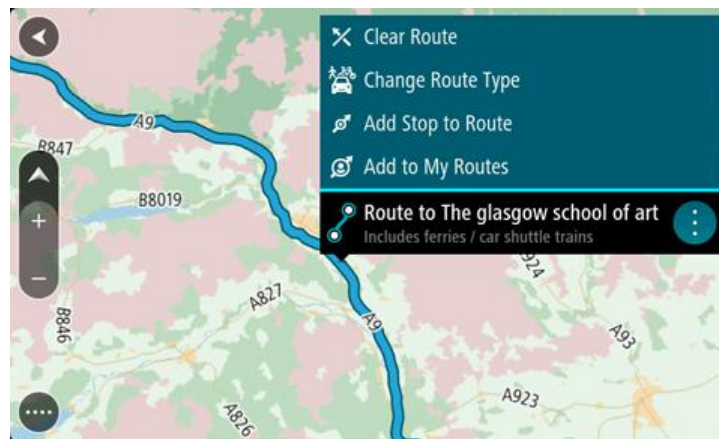 Clear Route
Change Route Type
Add Stop to Route
Add to My Routes
Route to The glasgow school of art
Includes ferries / car shuttle trains
A9
B847
B8019
A827
A9
B846
A826
924
A93
A923